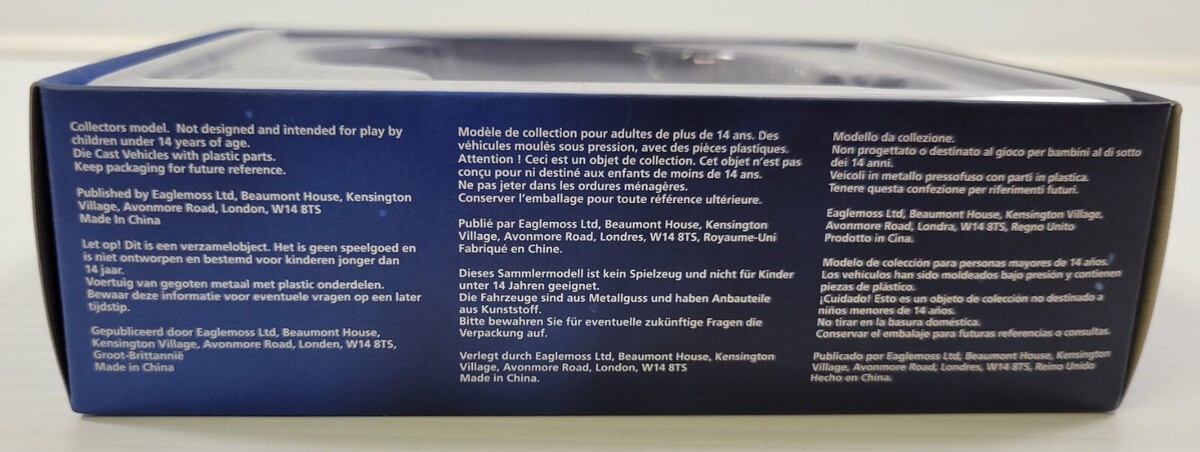 Collectors model. Not designed and intended for play by
children under 14 years of age.
Die Cast Vehicles with plastic parts.
Keep packaging for future reference.
Published by Eaglemoss Ltd, Beaumont House, Kensington
Village, Avonmore Road, London, W14 8TS
Made In China
Let op! Dit is een verzamelobject. Het is geen speelgoed en
is niet ontworpen en bestemd voor kinderen jonger dan
14 jaar.
Voertuig van gegoten metaal met plastic onderdelen.
Bewaar deze informatie voor eventuele vragen op een later
tijdstip.
Gepubliceerd door Eaglemoss Ltd, Beaumont House,
Kensington Village, Avonmore Road, Londen, W14 8TS,
Groot-Brittannië
Made in China
Modèle de collection pour adultes de plus de 14 ans. Des
véhicules moulés sous pression, avec des pièces plastiques.
Attention ! Ceci est un objet de collection. Cet objet n'est pas
conçu pour ni destiné aux enfants de moins de 14 ans.
Ne pas jeter dans les ordures ménagères.
Conserver l'emballage pour toute référence ultérieure.
Publié par Eaglemoss Ltd, Beaumont House, Kensington
Village, Avonmore Road, Londres, W14 8TS, Royaume-Uni
Fabriqué en Chine.
Dieses Sammlermodell ist kein Spielzeug und nicht für Kinder
unter 14 Jahren geeignet.
Die Fahrzeuge sind aus Metallguss und haben Anbauteile
aus Kunststoff.
Bitte bewahren Sie für eventuelle zukünftige Fragen die
Verpackung auf.
Verlegt durch Eaglemoss Ltd, Beaumont House, Kensington
Village, Avonmore Road, London, W14 8TS
Made in China.
Modello da collezione.
Non progettato o destinato al gioco per bambini al di sotto
dei 14 anni.
Veicoli in metallo pressofuso con parti in plastica.
Tenere questa confezione per riferimenti futuri.
Eaglemoss Ltd, Beaumont House, Kensington Village,
Avonmore Road, Londra, W14 8TS, Regno Unito
Prodotto in Cina.
Modelo de colección para personas mayores de 14 años.
Los vehículos han sido moldeados bajo presión y contienen
piezas de plástico.
¡Cuidado! Esto es un objeto de colección no destinado a
niños menores de 14 años.
No tirar en la basura doméstica.
Conservar el embalaje para futuras referencias o consultas.
Publicado por Eaglemoss Ltd, Beaumont House, Kensington
Village, Avonmore Road, Londres, W14 8TS, Reino Unido
Hecho en China.